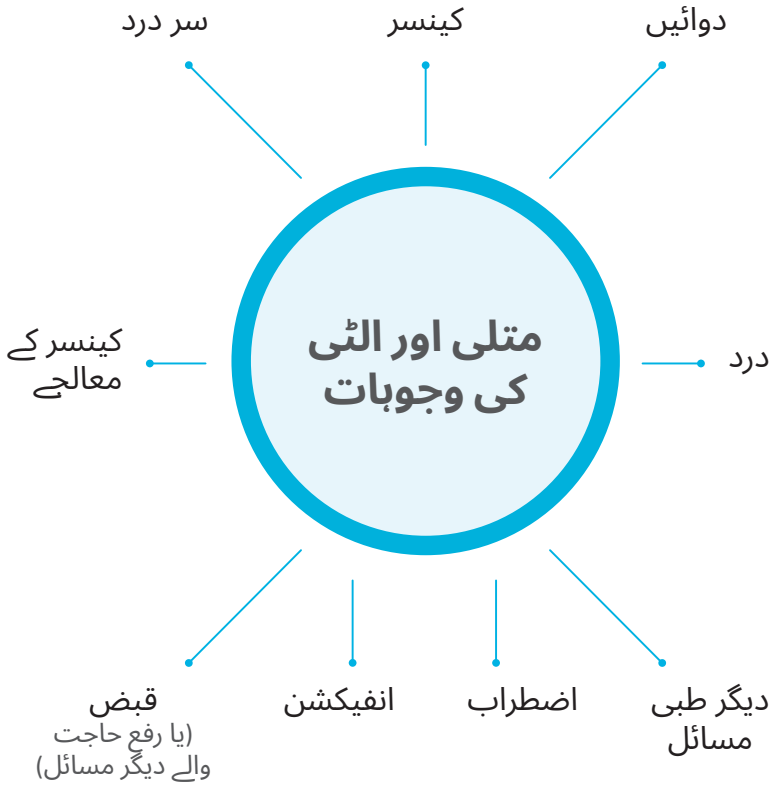 دوائیں
کینسر
سر درد
متلی اور الٹی
کی وجوہات
درد
کینسر کے
معالجے
دیگر طبی
مسائل
اضطراب
انفیکشن
قبض
(یا رفع حاجت
والے دیگر مسائل)